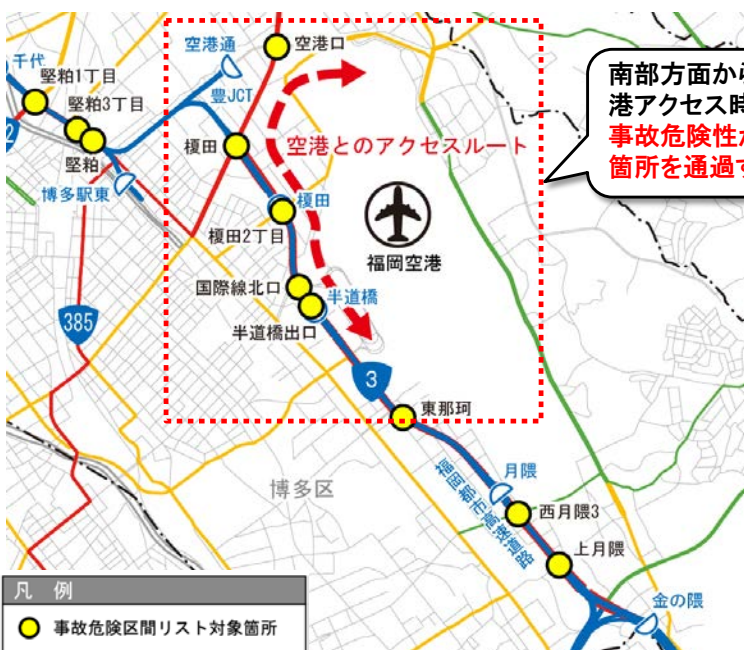 空港通
空港口
千代
堅粕1丁目
豊JCT
堅粕3丁目
榎田
空港とのアクセスルート
堅粕
博多駅東
榎田
榎田2丁目
福岡空港
国際線北口
半道橋
半道橋出口
385
3
東那珂
博多区
月隈
福岡都市高速道路
西月隈3
上月隈
金の隈
南部方面か
港アクセス時
事故危険性
箇所を通過
凡 例
事故危険区間リスト対象箇所